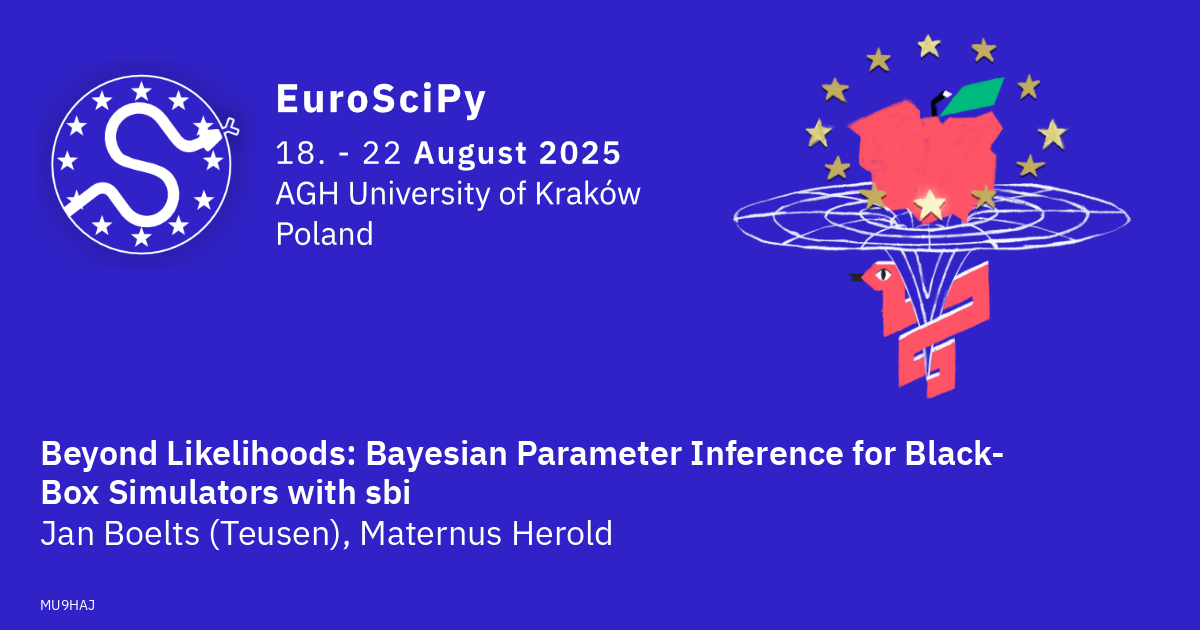 EuroSciPy
18. - 22 August 2025
AGH University of Kraków
Poland
Beyond Likelihoods: Bayesian Parameter Inference for Black-
Box Simulators with sbi
Jan Boelts (Teusen), Maternus Herold
MU9HAJ